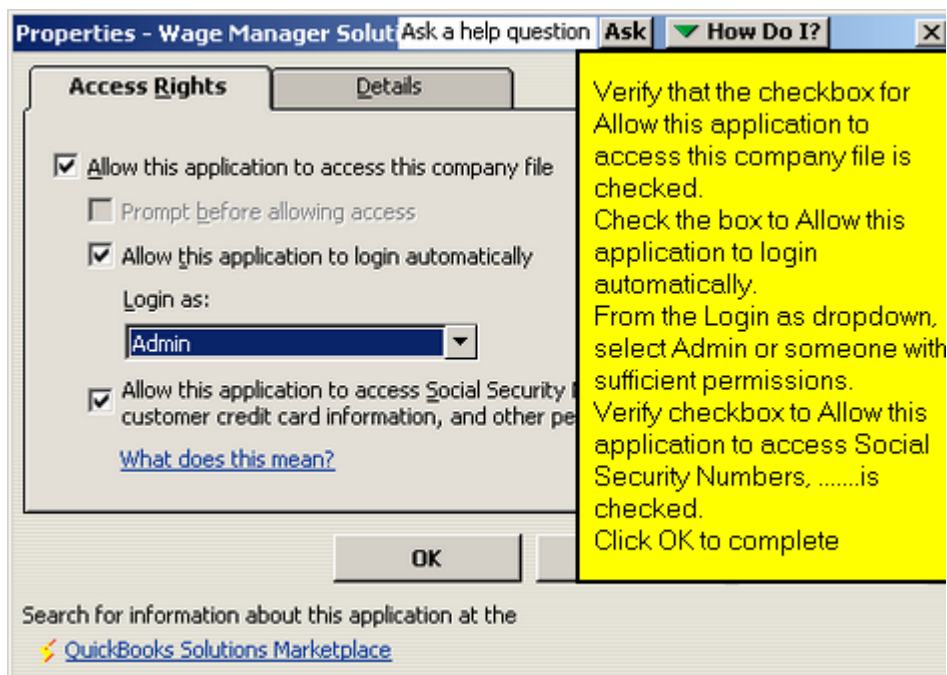 Properties - Wage Manager Soluti
Ask a help question
Ask
How Do I?
Access Rights
Details
Allow this application to access this company file
Prompt before allowing access
Allow this application to login automatically
Login as:
Admin
Allow this application to access Social Security
customer credit card information, and other pe
What does this mean?
OK
Search for information about this application at the
QuickBooks Solutions Marketplace
Verify that the checkbox for
Allow this application to
access this company file is
checked.
Check the box to Allow this
application to login
automatically.
From the Login as dropdown,
select Admin or someone with
sufficient permissions.
Verify checkbox to Allow this
application to access Social
Security Numbers, .......is
checked.
Click OK to complete